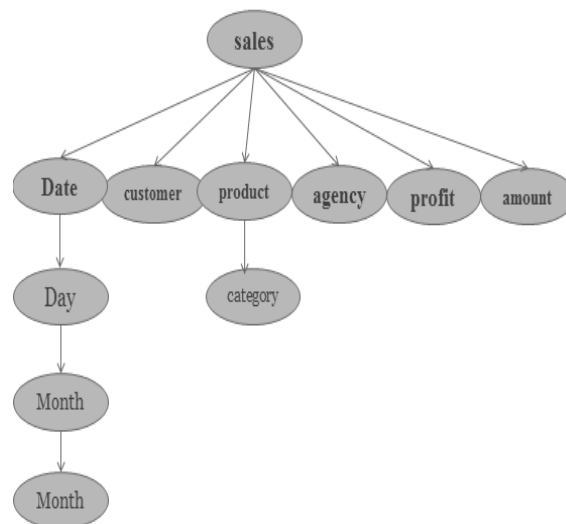 sales
Date
customer
product
agency
profit
amount
Day
category
Month
Month